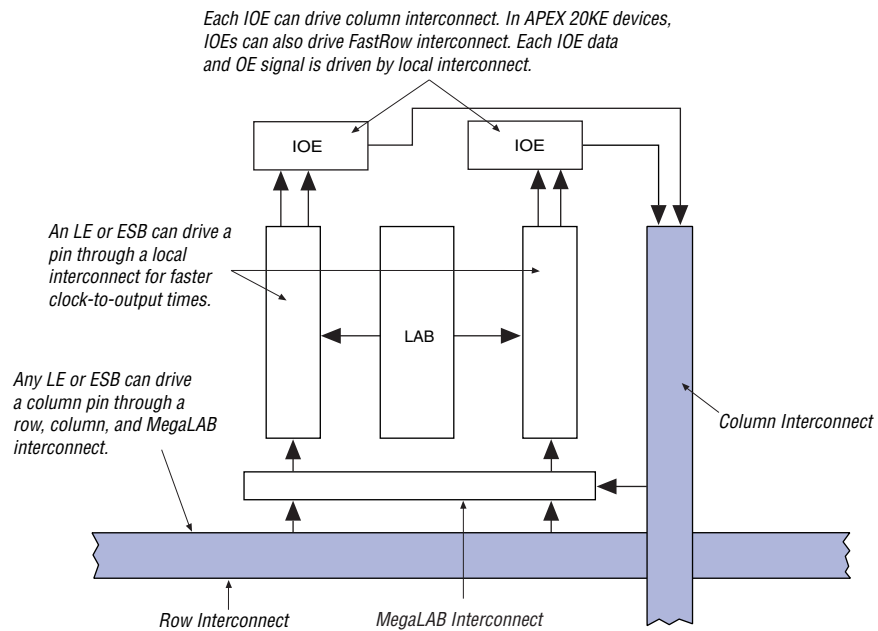 Each IOE can drive column interconnect. In APEX 20KE devices,
IOEs can also drive FastRow interconnect. Each IOE data
and OE signal is driven by local interconnect.
IOE
IOE
An LE or ESB can drive a
pin through a local
interconnect for faster
clock-to-output times.
LAB
Any LE or ESB can drive
a column pin through a
row, column, and MegaLAB
interconnect.
Column Interconnect
Row Interconnect
MegaLAB Interconnect